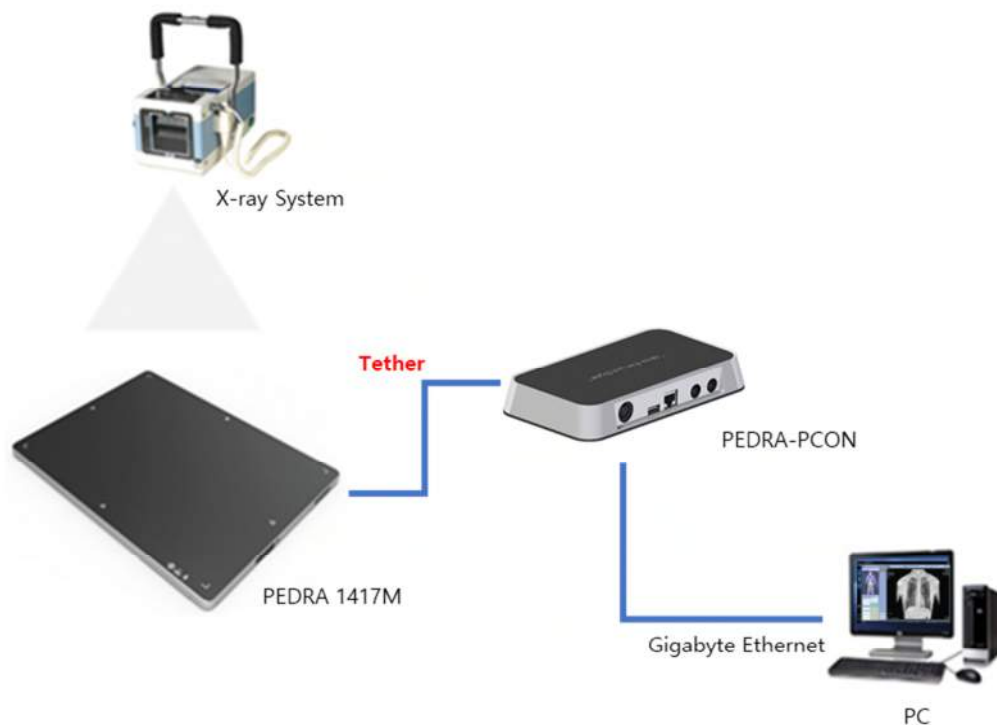 X-ray System
Tether
PEDRA-PCON
PEDRA 1417M
Gigabyte Ethernet
PC